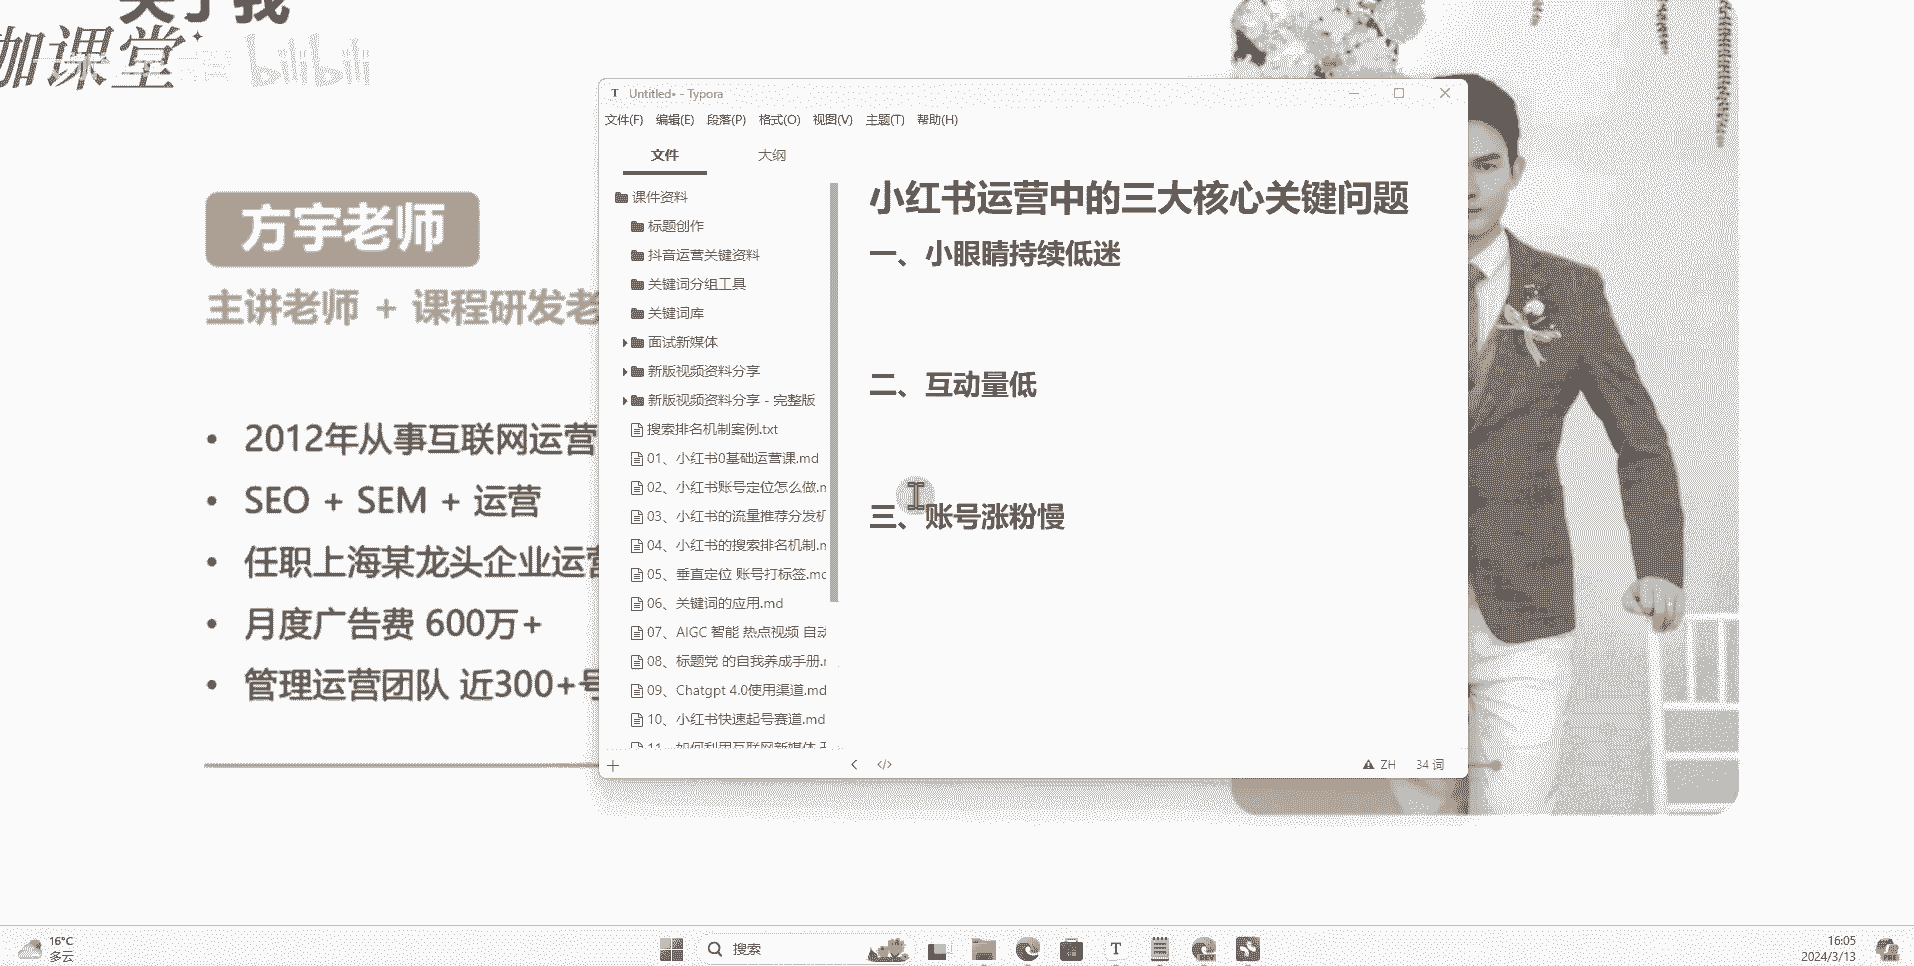 关于我
加课堂
bilibili
方宇老师
主讲老师 + 课程研发老
2012年从事互联网运营
SEO + SEM + 运营
任职上海某龙头企业运营
月度广告费 600万+
管理运营团队 近300+号
Untitled• - Typora
文件(F) 编辑(E) 段落(P) 格式(O) 视图(V) 主题(T) 帮助(H)
文件 大纲
课件资料
标题创作
抖音运营关键资料
关键词分组工具
关键词库
面试新媒体
新版视频资料分享
新版视频资料分享 - 完整版
搜索排名机制案例.txt
01、小红书0基础运营课.md
02、小红书账号定位怎么做.m
03、小红书的流量推荐分发机
04、小红书的搜索排名机制.m
05、垂直定位 账号打标签.md
06、关键词的应用.md
07、AIGC 智能 热点视频 自动
08、标题党 的自我养成手册.r
09、Chatgpt 4.0使用渠道.md
10、小红书快速起号赛道.md
11、如何利用互联网新媒体
小红书运营中的三大核心关键问题
一、小眼睛持续低迷
二、互动量低
三、账号涨粉慢
ZH 34 词
16°C
多云
搜索
16:05
2024/3/13